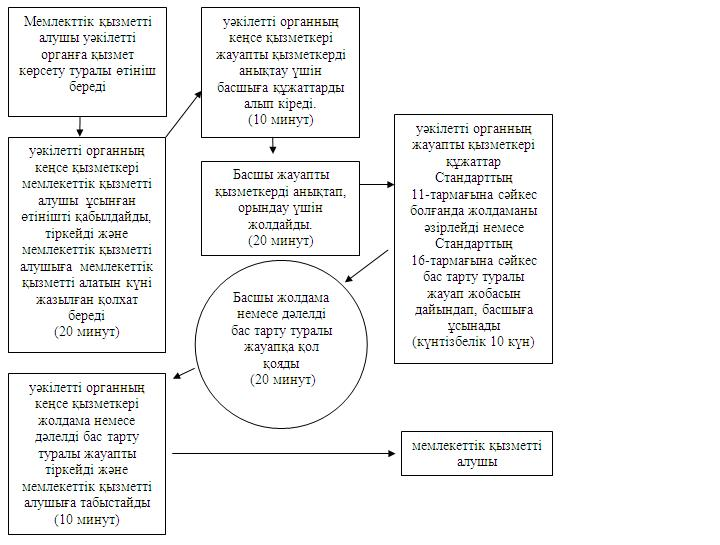 Мемлекттік қызметті
алушы уәкілетті
органға қызмет
көрсету туралы өтініш
береді
уәкілетті органның
кеңсе қызметкері
мемлекеттік қызметті
алушы ұсынған
өтінішті қабылдайды,
тіркейді және
мемлекеттік қызметті
алушыға мемлекеттік
қызметті алатын күні
жазылған қолхат
береді
(20 минут)
уәкілетті органның
кеңсе қызметкері
жауапты қызметкерді
анықтау үшін
басшыға құжаттарды
алып кіреді.
(10 минут)
Басшы жауапты
қызметкерді анықтап,
орындау үшін
жолдайды.
(20 минут)
уәкілетті органның
жауапты қызметкері
құжаттар
Стандарттың
11-тармағына сәйкес
болғанда жолдаманы
әзірлейді немесе
Стандарттың
16-тармағына сәйкес
бас тарту туралы
жауап жобасын
дайындап, басшыға
ұсынады
(күнтізбелік 10 күн)
Басшы жолдама
немесе дәлелді
бас тарту туралы
жауапқа қол
қояды
(20 минут)
уәкілетті органның
кеңсе қызметкері
жолдама немесе
дәлелді бас тарту
туралы жауапты
тіркейді және
мемлекеттік қызметті
алушыға табыстайды
(10 минут)
мемлекеттік қызметті
алушы